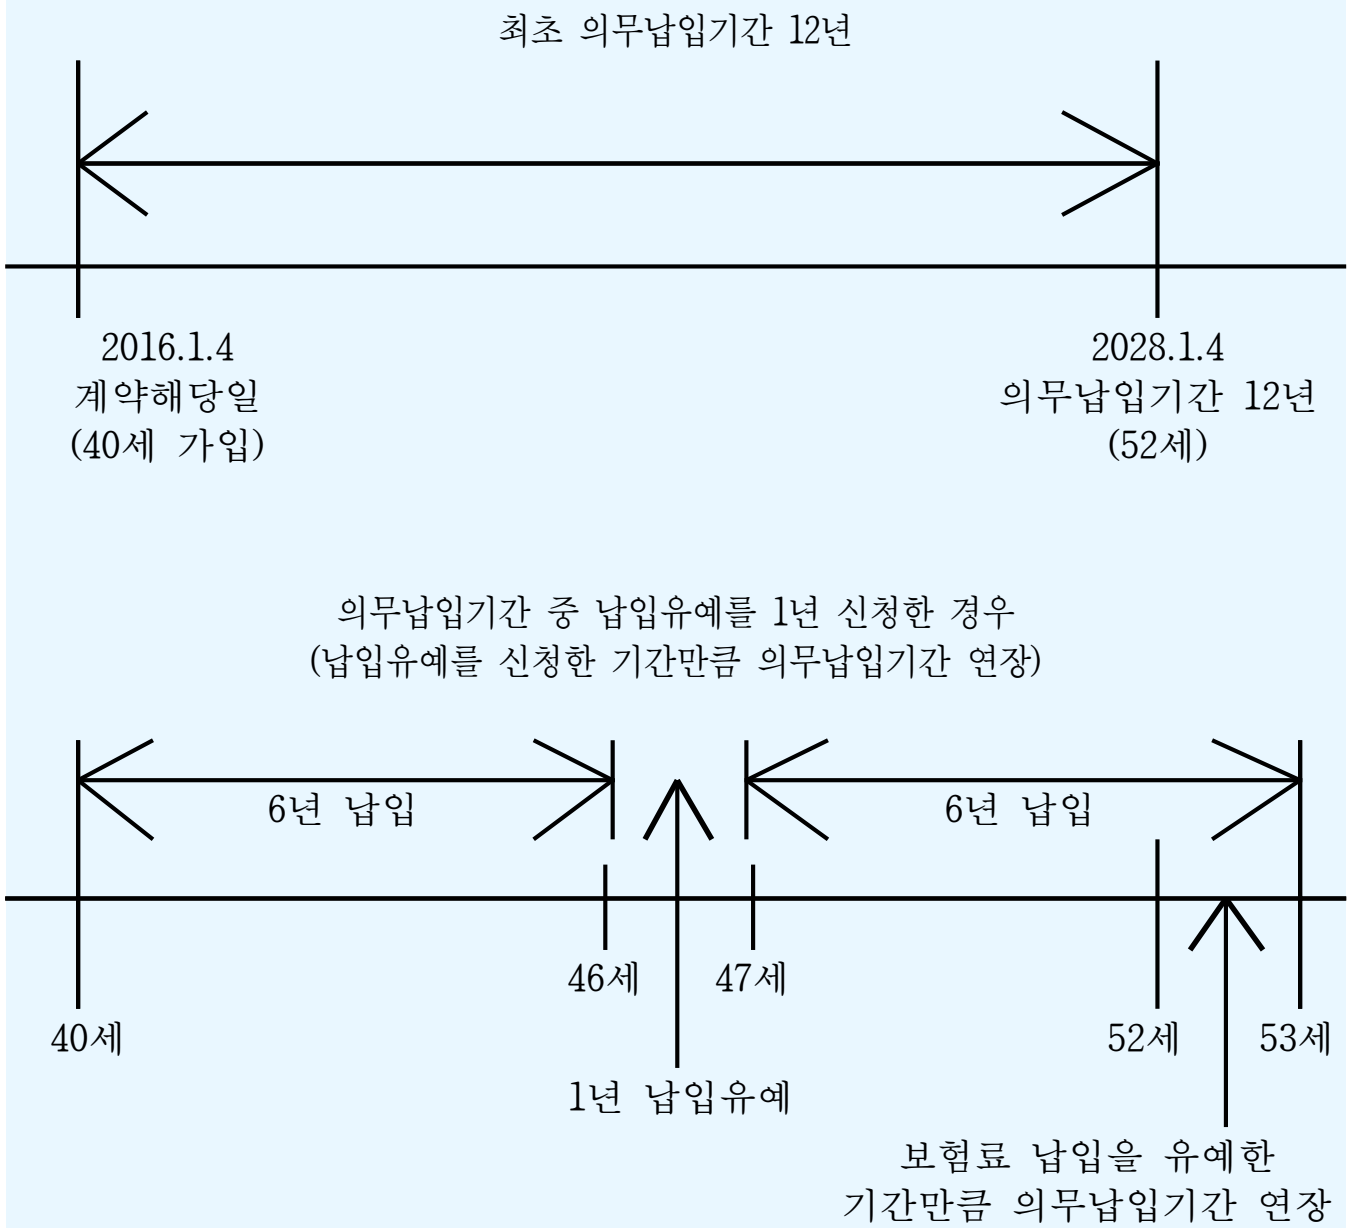 최초 의무납입기간 12년
2016.1.4
계약해당일
(40세 가입)
2028.1.4
의무납입기간 12년
(52세)
의무납입기간 중 납입유예를 1년 신청한 경우
(납입유예를 신청한 기간만큼 의무납입기간 연장)
6년 납입
6년 납입
46세
47세
40세
52세
53세
1년 납입유예
보험료 납입을 유예한
기간만큼 의무납입기간 연장